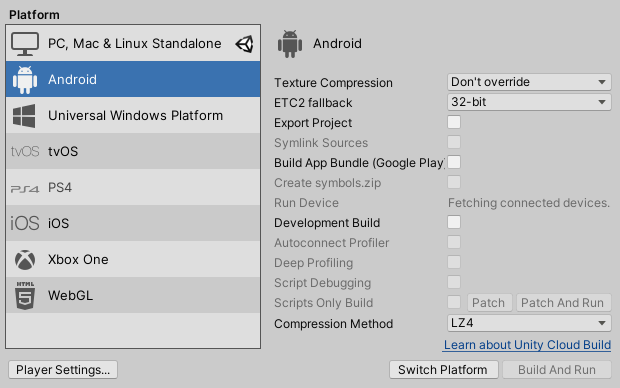 Platform
PC, Mac & Linux Standalone
Android
Universal Windows Platform
tvOS tvOS
PS4 PS4
iOS iOS
Xbox One
HTML 5 WebGL
Android
Texture Compression Don't override
ETC2 fallback 32-bit
Export Project
Symlink Sources
Build App Bundle (Google Play)
Create symbols.zip
Run Device Fetching connected devices.
Development Build
Autoconnect Profiler
Deep Profiling
Script Debugging
Scripts Only Build Patch Patch And Run
Compression Method LZ4
Learn about Unity Cloud Build
Player Settings... Switch Platform Build And Run